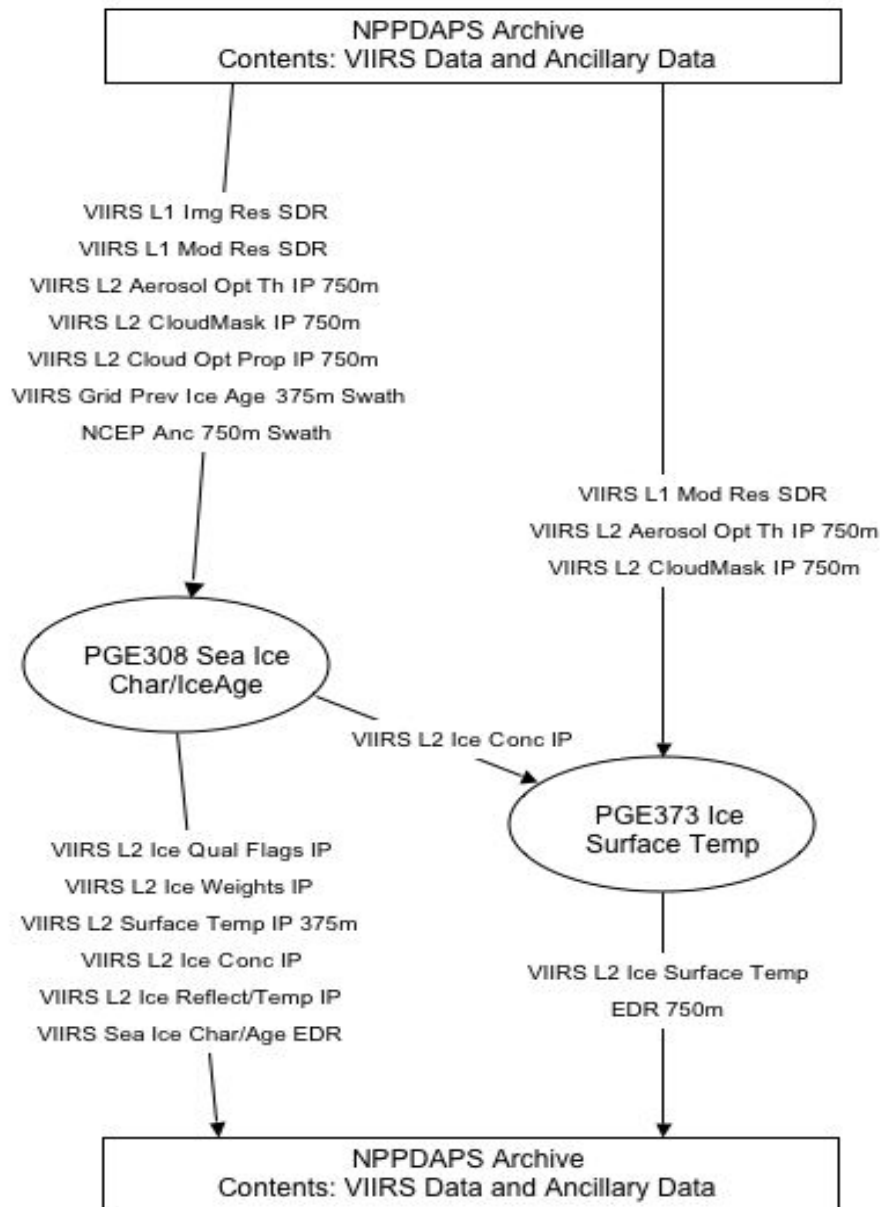 NPPDAPS Archive
Contents: VIIRS Data and Ancillary Data
VIIRS L1 Img Res SDR
VIIRS L1 Mod Res SDR
VIIRS L2 Aerosol Opt Th IP 750m
VIIRS L2 CloudMask IP 750m
VIIRS L2 Cloud Opt Prop IP 750m
VIIRS Grid Prev Ice Age 375m Swath
NCEP Anc 750m Swath
VIIRS L1 Mod Res SDR
VIIRS L2 Aerosol Opt Th IP 750m
VIIRS L2 CloudMask IP 750m
PGE308 Sea Ice
Char/IceAge
VIIRS L2 Ice Conc IP
PGE373 Ice
Surface Temp
VIIRS L2 Ice Qual Flags IP
VIIRS L2 Ice Weights IP
VIIRS L2 Surface Temp IP 375m
VIIRS L2 Ice Conc IP
VIIRS L2 Ice Reflect/Temp IP
VIIRS Sea Ice Char/Age EDR
VIIRS L2 Ice Surface Temp
EDR 750m
NPPDAPS Archive
Contents: VIIRS Data and Ancillary Data